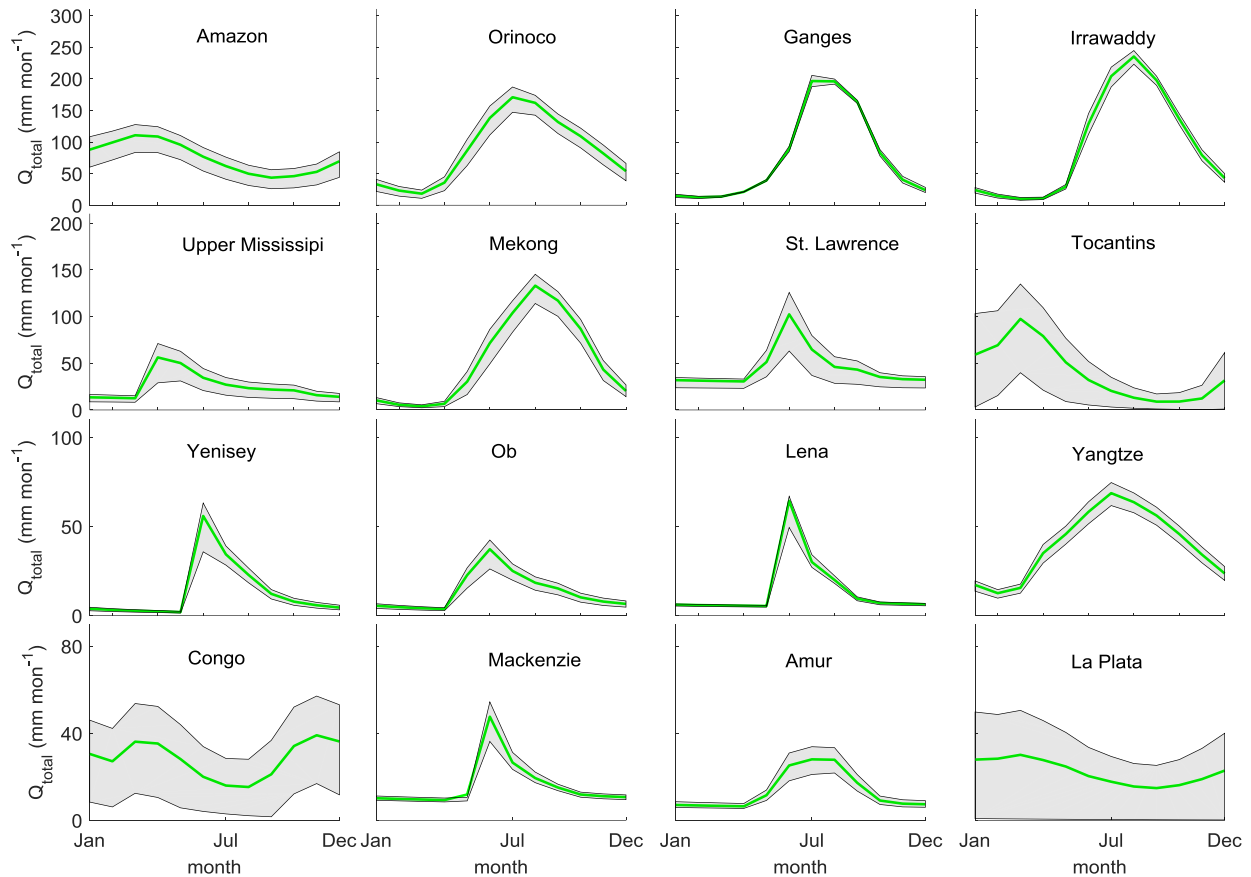 300
250
200
150
100
50
0
Q_total (mm mon^-1)
Amazon
Orinoco
Ganges
Irrawaddy
200
150
100
50
0
Q_total (mm mon^-1)
Upper Mississipi
Mekong
St. Lawrence
Tocantins
100
50
0
Q_total (mm mon^-1)
Yenisey
Ob
Lena
Yangtze
80
40
0
Q_total (mm mon^-1)
Congo
Mackenzie
Amur
La Plata
Jan Jul Dec
month
Jan Jul Dec
month
Jan Jul Dec
month
Jan Jul Dec
month